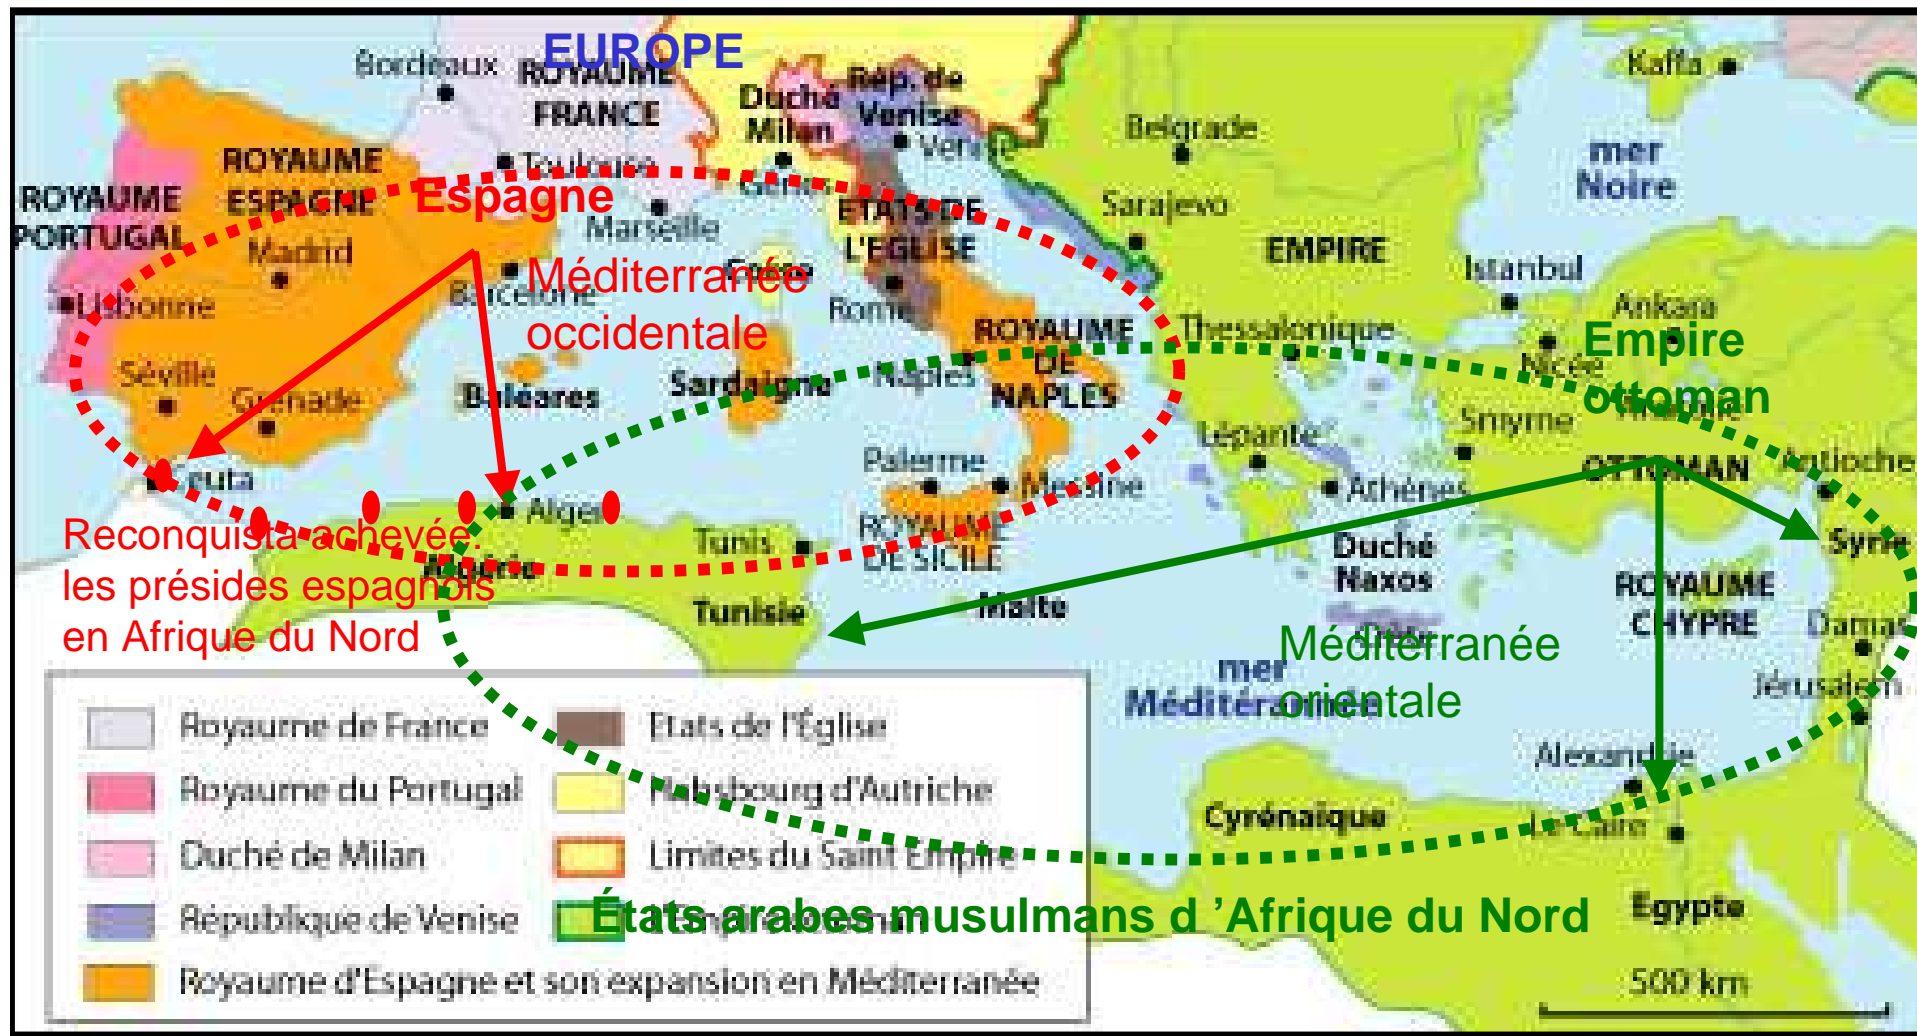 EUROPE
Bordeaux
ROYAUME
FRANCE
Duché
Milan
Rép. de
Venise
Venise
Kaffa
Belgrade
mer
Noire
ROYAUME
ESPAGNE
Toulouse
Espagne
Gênes
ROYAUME
PORTUGAL
Madrid
Marseille
ETATS DE
L'EGLISE
Sarajevo
EMPIRE
Istanbul
Ankara
Lisbonne
Barcelone
Méditerranée
occidentale
Corse
Rome
ROYAUME
DE
NAPLES
Thessalonique
Nicée
Empire
ottoman
Séville
Grenade
Baléares
Sardaigne
Naples
Smyrne
Lépante
Ceuta
Palerme
Messine
Athènes
OTTOMAN
Antioche
Alger
Tunis
ROYAUME
DE SICILE
Duché
Naxos
Syrie
Reconquista achevée:
les présides espagnols
en Afrique du Nord
Algérie
Tunisie
Malte
ROYAUME
CHYPRE
Damas
Méditerranée
orientale
mer
Méditérannée
Jérusalem
Royaume de France
Etats de l'Église
Alexandrie
Royaume du Portugal
Habsbourg d'Autriche
Cyrénaïque
Le Caire
Duché de Milan
Limites du Saint Empire
République de Venise
États arabes musulmans d ’Afrique du Nord
Egypte
Royaume d'Espagne et son expansion en Méditerranée
500 km